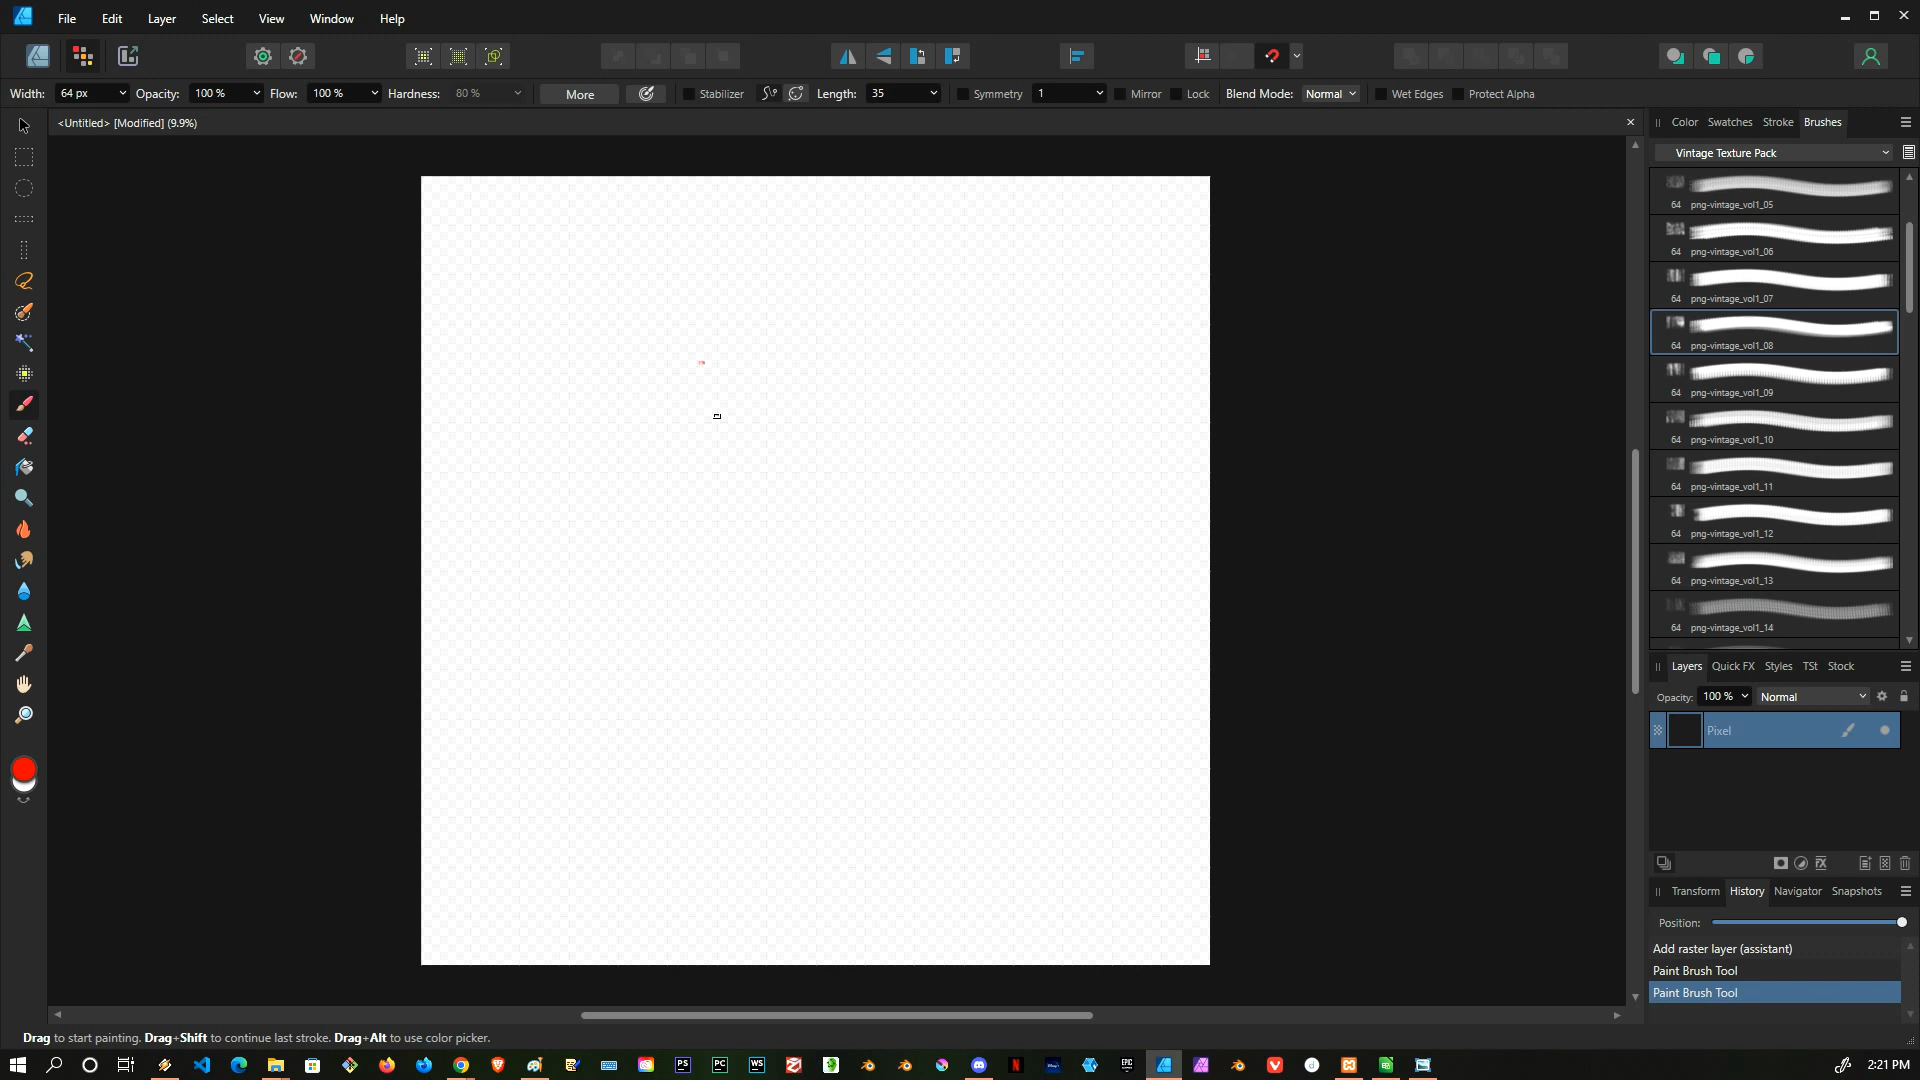 File Edit Layer Select View Window Help
Width: 64 px Opacity: 100 % Flow: 100 % Hardness: 80 % More Stabilizer Length: 35 Symmetry 1 Mirror Lock Blend Mode: Normal Wet Edges Protect Alpha
<Untitled> [Modified] (9.9%)
Color Swatches Stroke Brushes
Vintage Texture Pack
64 png-vintage_vol1_05
64 png-vintage_vol1_06
64 png-vintage_vol1_07
64 png-vintage_vol1_08
64 png-vintage_vol1_09
64 png-vintage_vol1_10
64 png-vintage_vol1_11
64 png-vintage_vol1_12
64 png-vintage_vol1_13
64 png-vintage_vol1_14
Layers Quick FX Styles TSt Stock
Opacity: 100 % Normal
Pixel
Transform History Navigator Snapshots
Position:
Add raster layer (assistant)
Paint Brush Tool
Paint Brush Tool
Drag to start painting. Drag+Shift to continue last stroke. Drag+Alt to use color picker.
PS PC WS N EPIC 2:21 PM